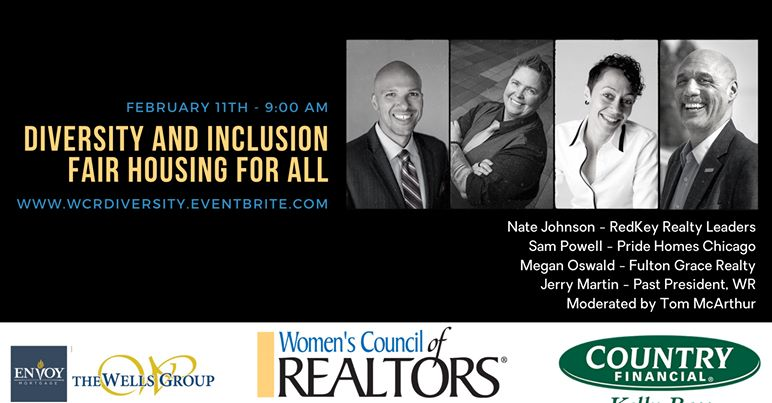 FEBRUARY 11TH - 9:00 AM
DIVERSITY AND INCLUSION
FAIR HOUSING FOR ALL
WWW.WCRDIVERSITY.EVENTBRITE.COM
Nate Johnson - RedKey Realty Leaders
Sam Powell - Pride Homes Chicago
Megan Oswald - Fulton Grace Realty
Jerry Martin - Past President, WR
Moderated by Tom McArthur
ENVOY
MORTGAGE
THE WELLS GROUP
Women's Council of
REALTORS®
COUNTRY
FINANCIAL®